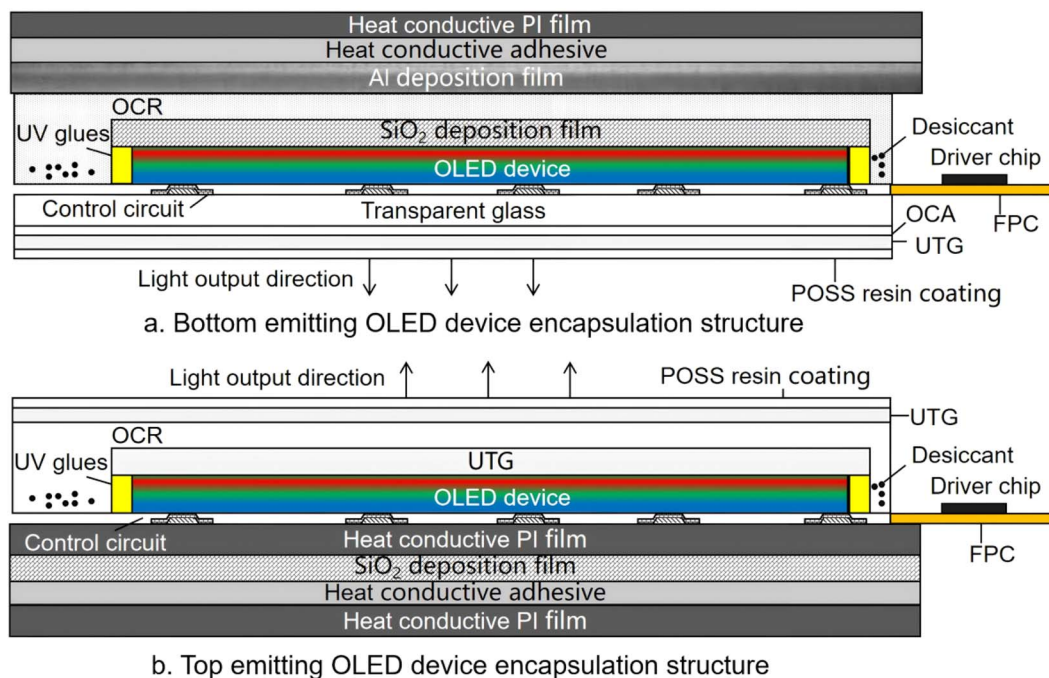 Heat conductive PI film
Heat conductive adhesive
Al deposition film
OCR
UV glues
SiO₂ deposition film
Desiccant
OLED device
Driver chip
Control circuit
Transparent glass
OCA
FPC
UTG
Light output direction
POSS resin coating
a. Bottom emitting OLED device encapsulation structure
Light output direction
POSS resin coating
UTG
OCR
UV glues
UTG
Desiccant
OLED device
Driver chip
Control circuit
Heat conductive PI film
FPC
SiO₂ deposition film
Heat conductive adhesive
Heat conductive PI film
b. Top emitting OLED device encapsulation structure